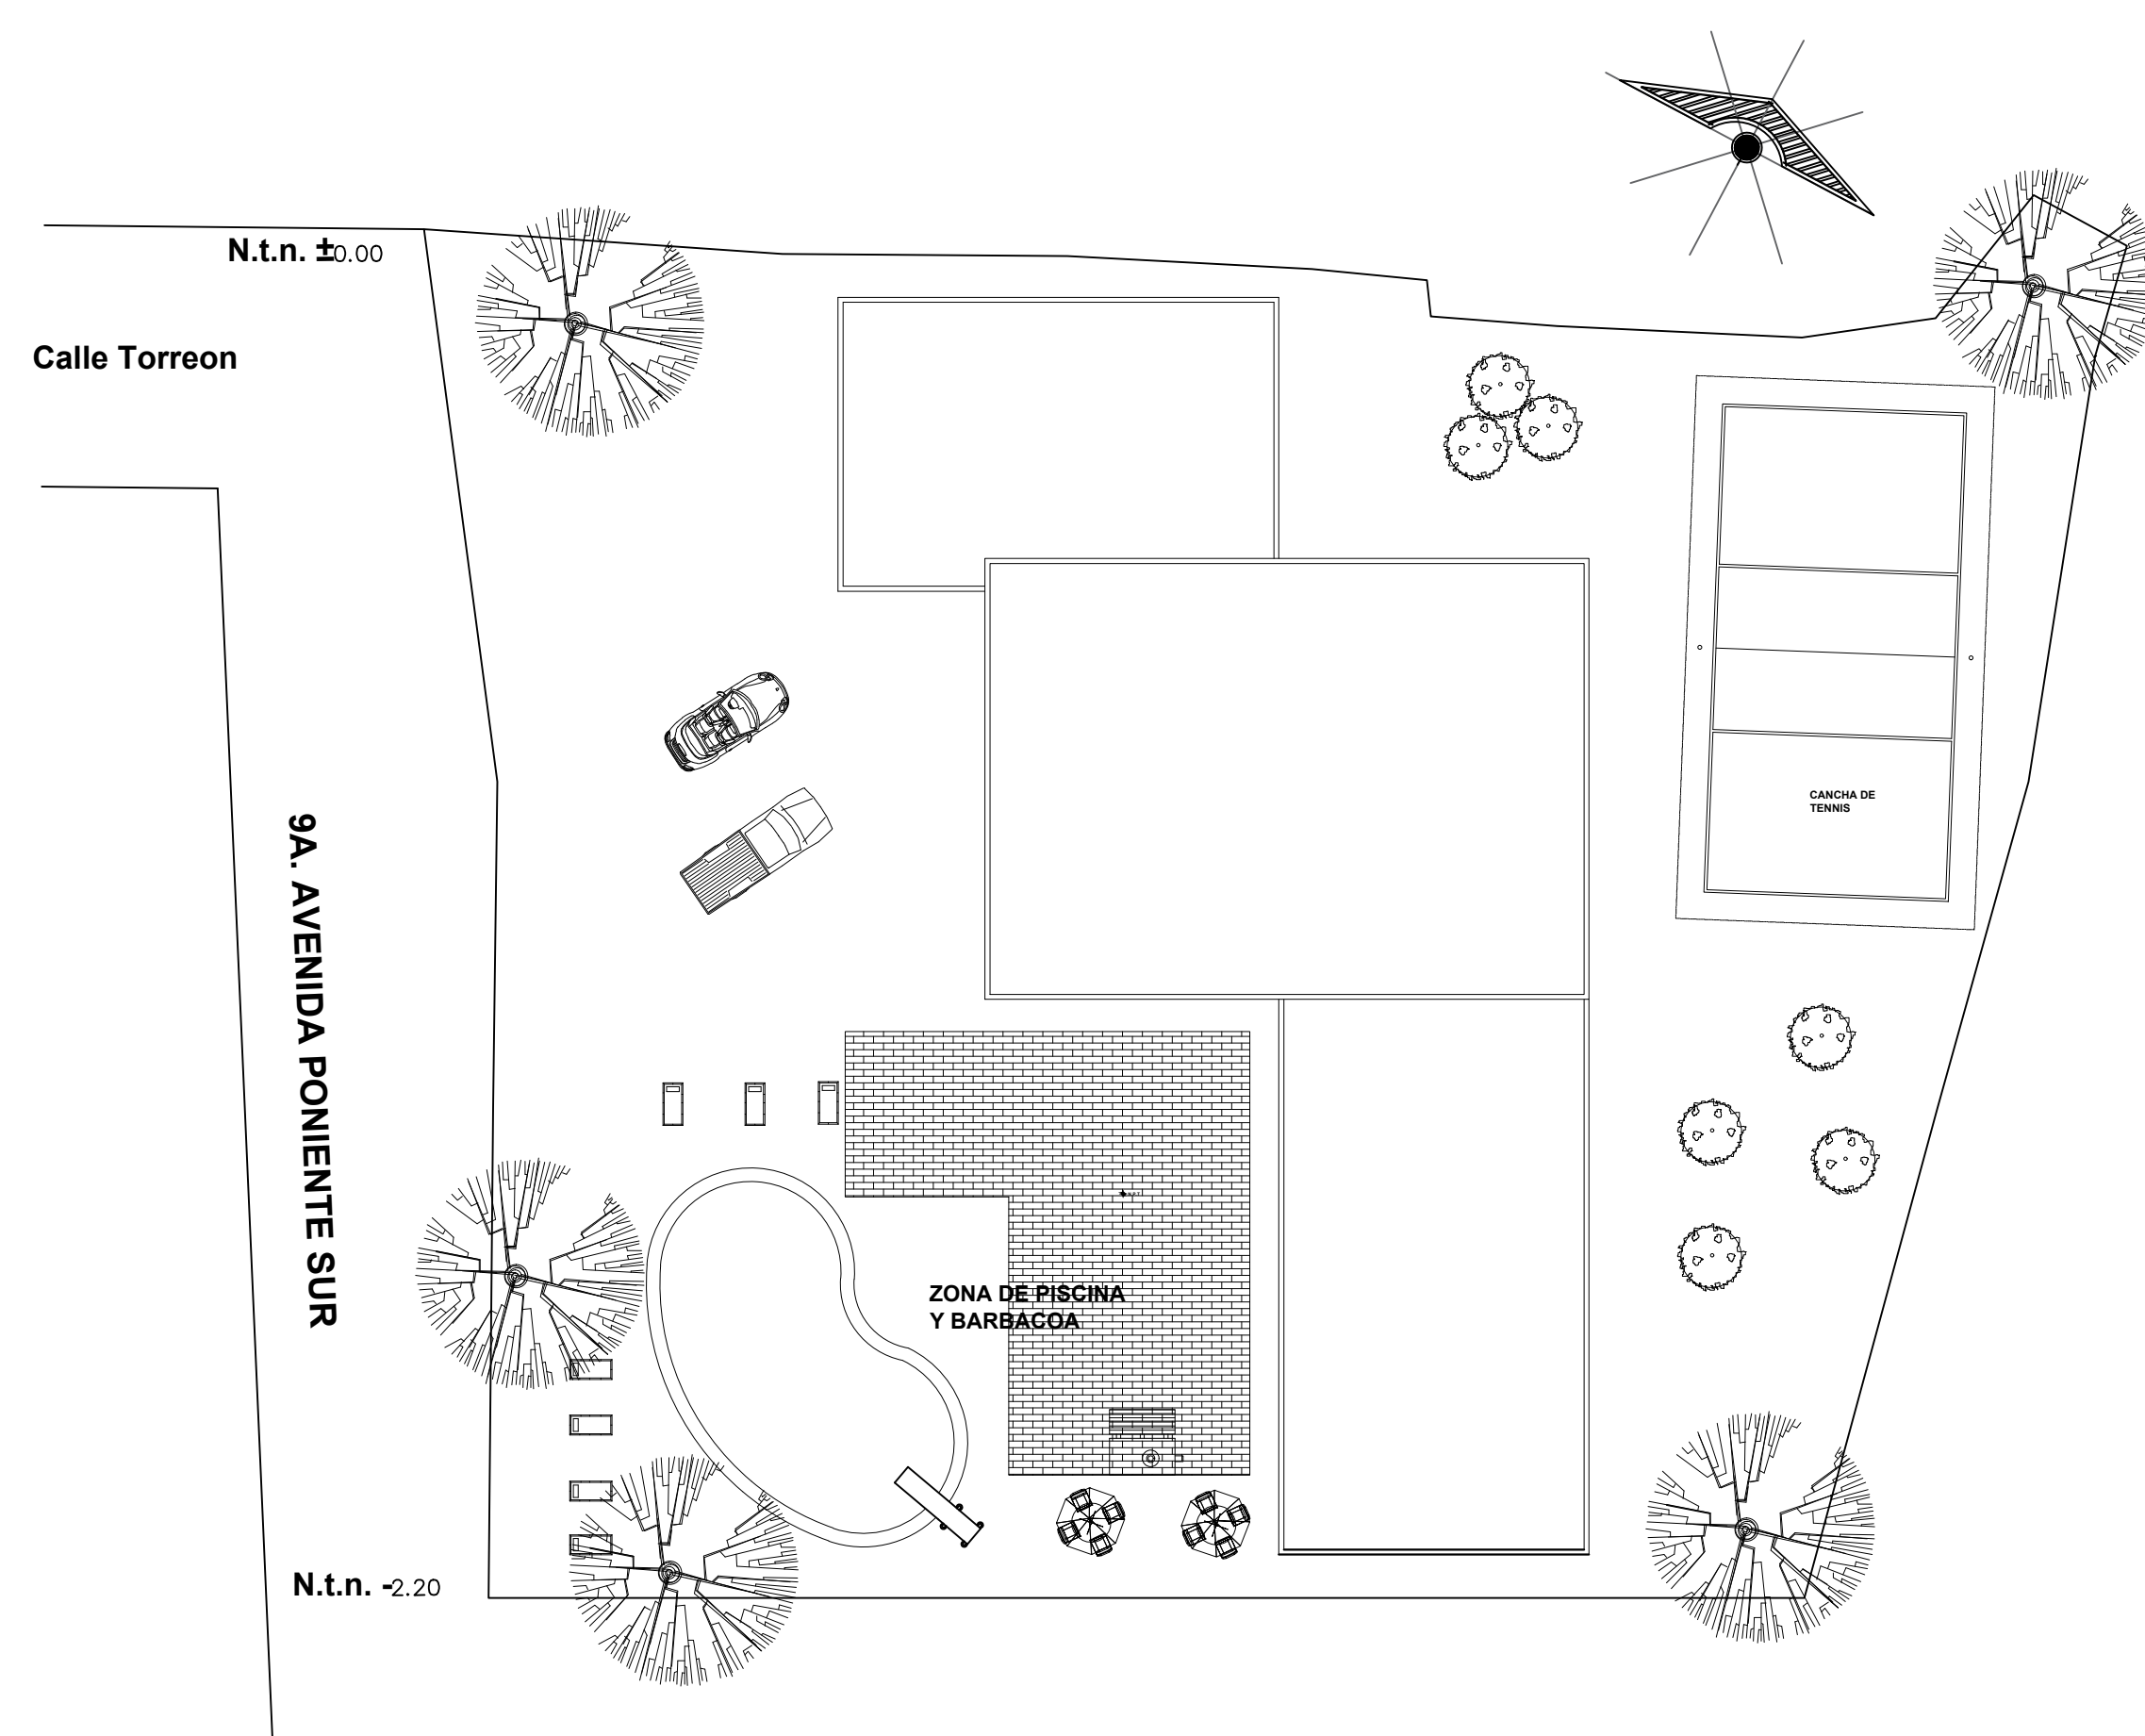 N.t.n. ±0.00
Calle Torreon
CANCHA DE
TENNIS
9A. AVENIDA PONIENTE SUR
ZONA DE PISCINA
Y BARBACOA
N.t.n. -2.20